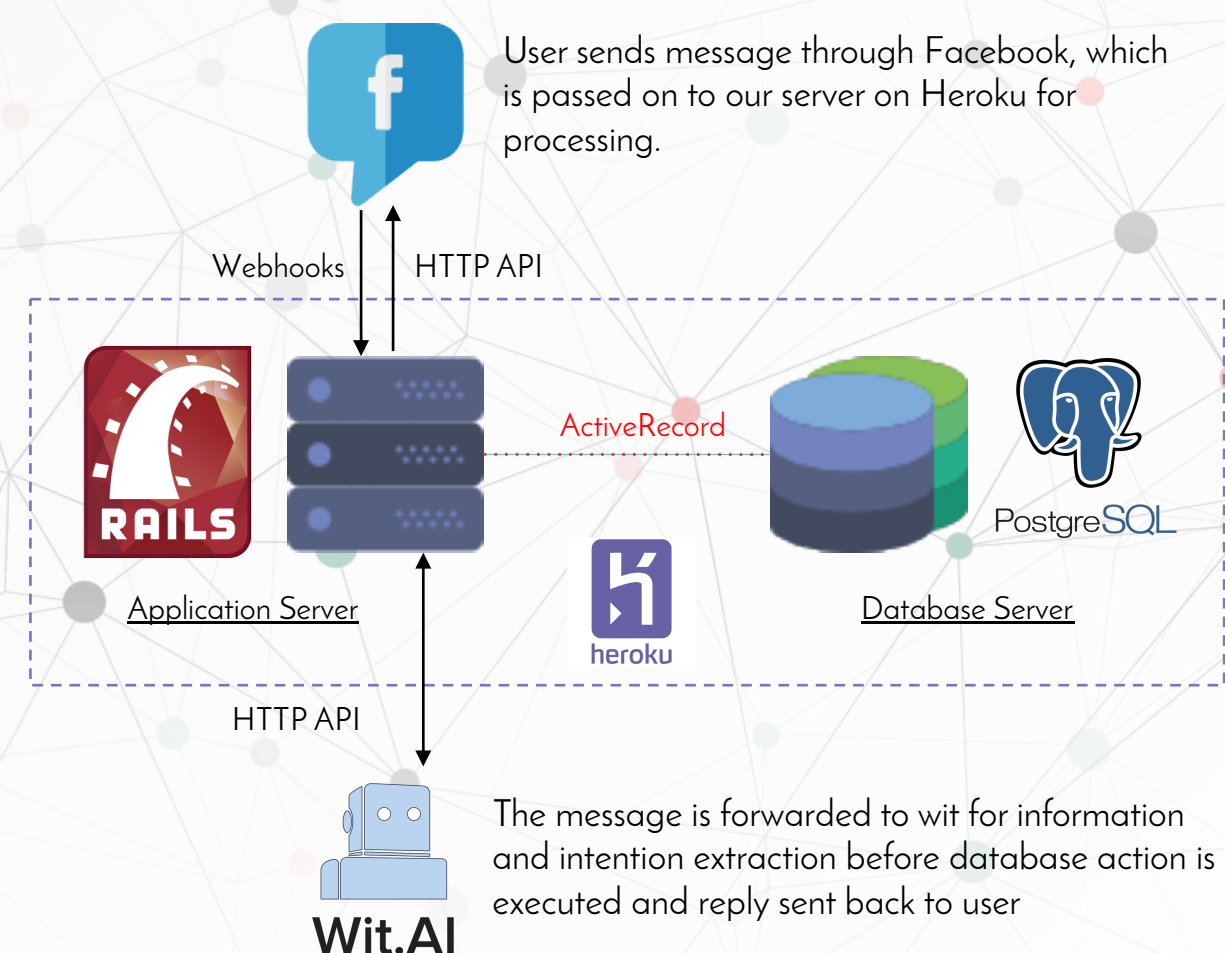 User sends message through Facebook, which
is passed on to our server on Heroku for
processing.
Webhooks
HTTP API
ActiveRecord
RAILS
PostgreSQL
Application Server
heroku
Database Server
HTTP API
The message is forwarded to wit for information
and intention extraction before database action is
executed and reply sent back to user
Wit.AI